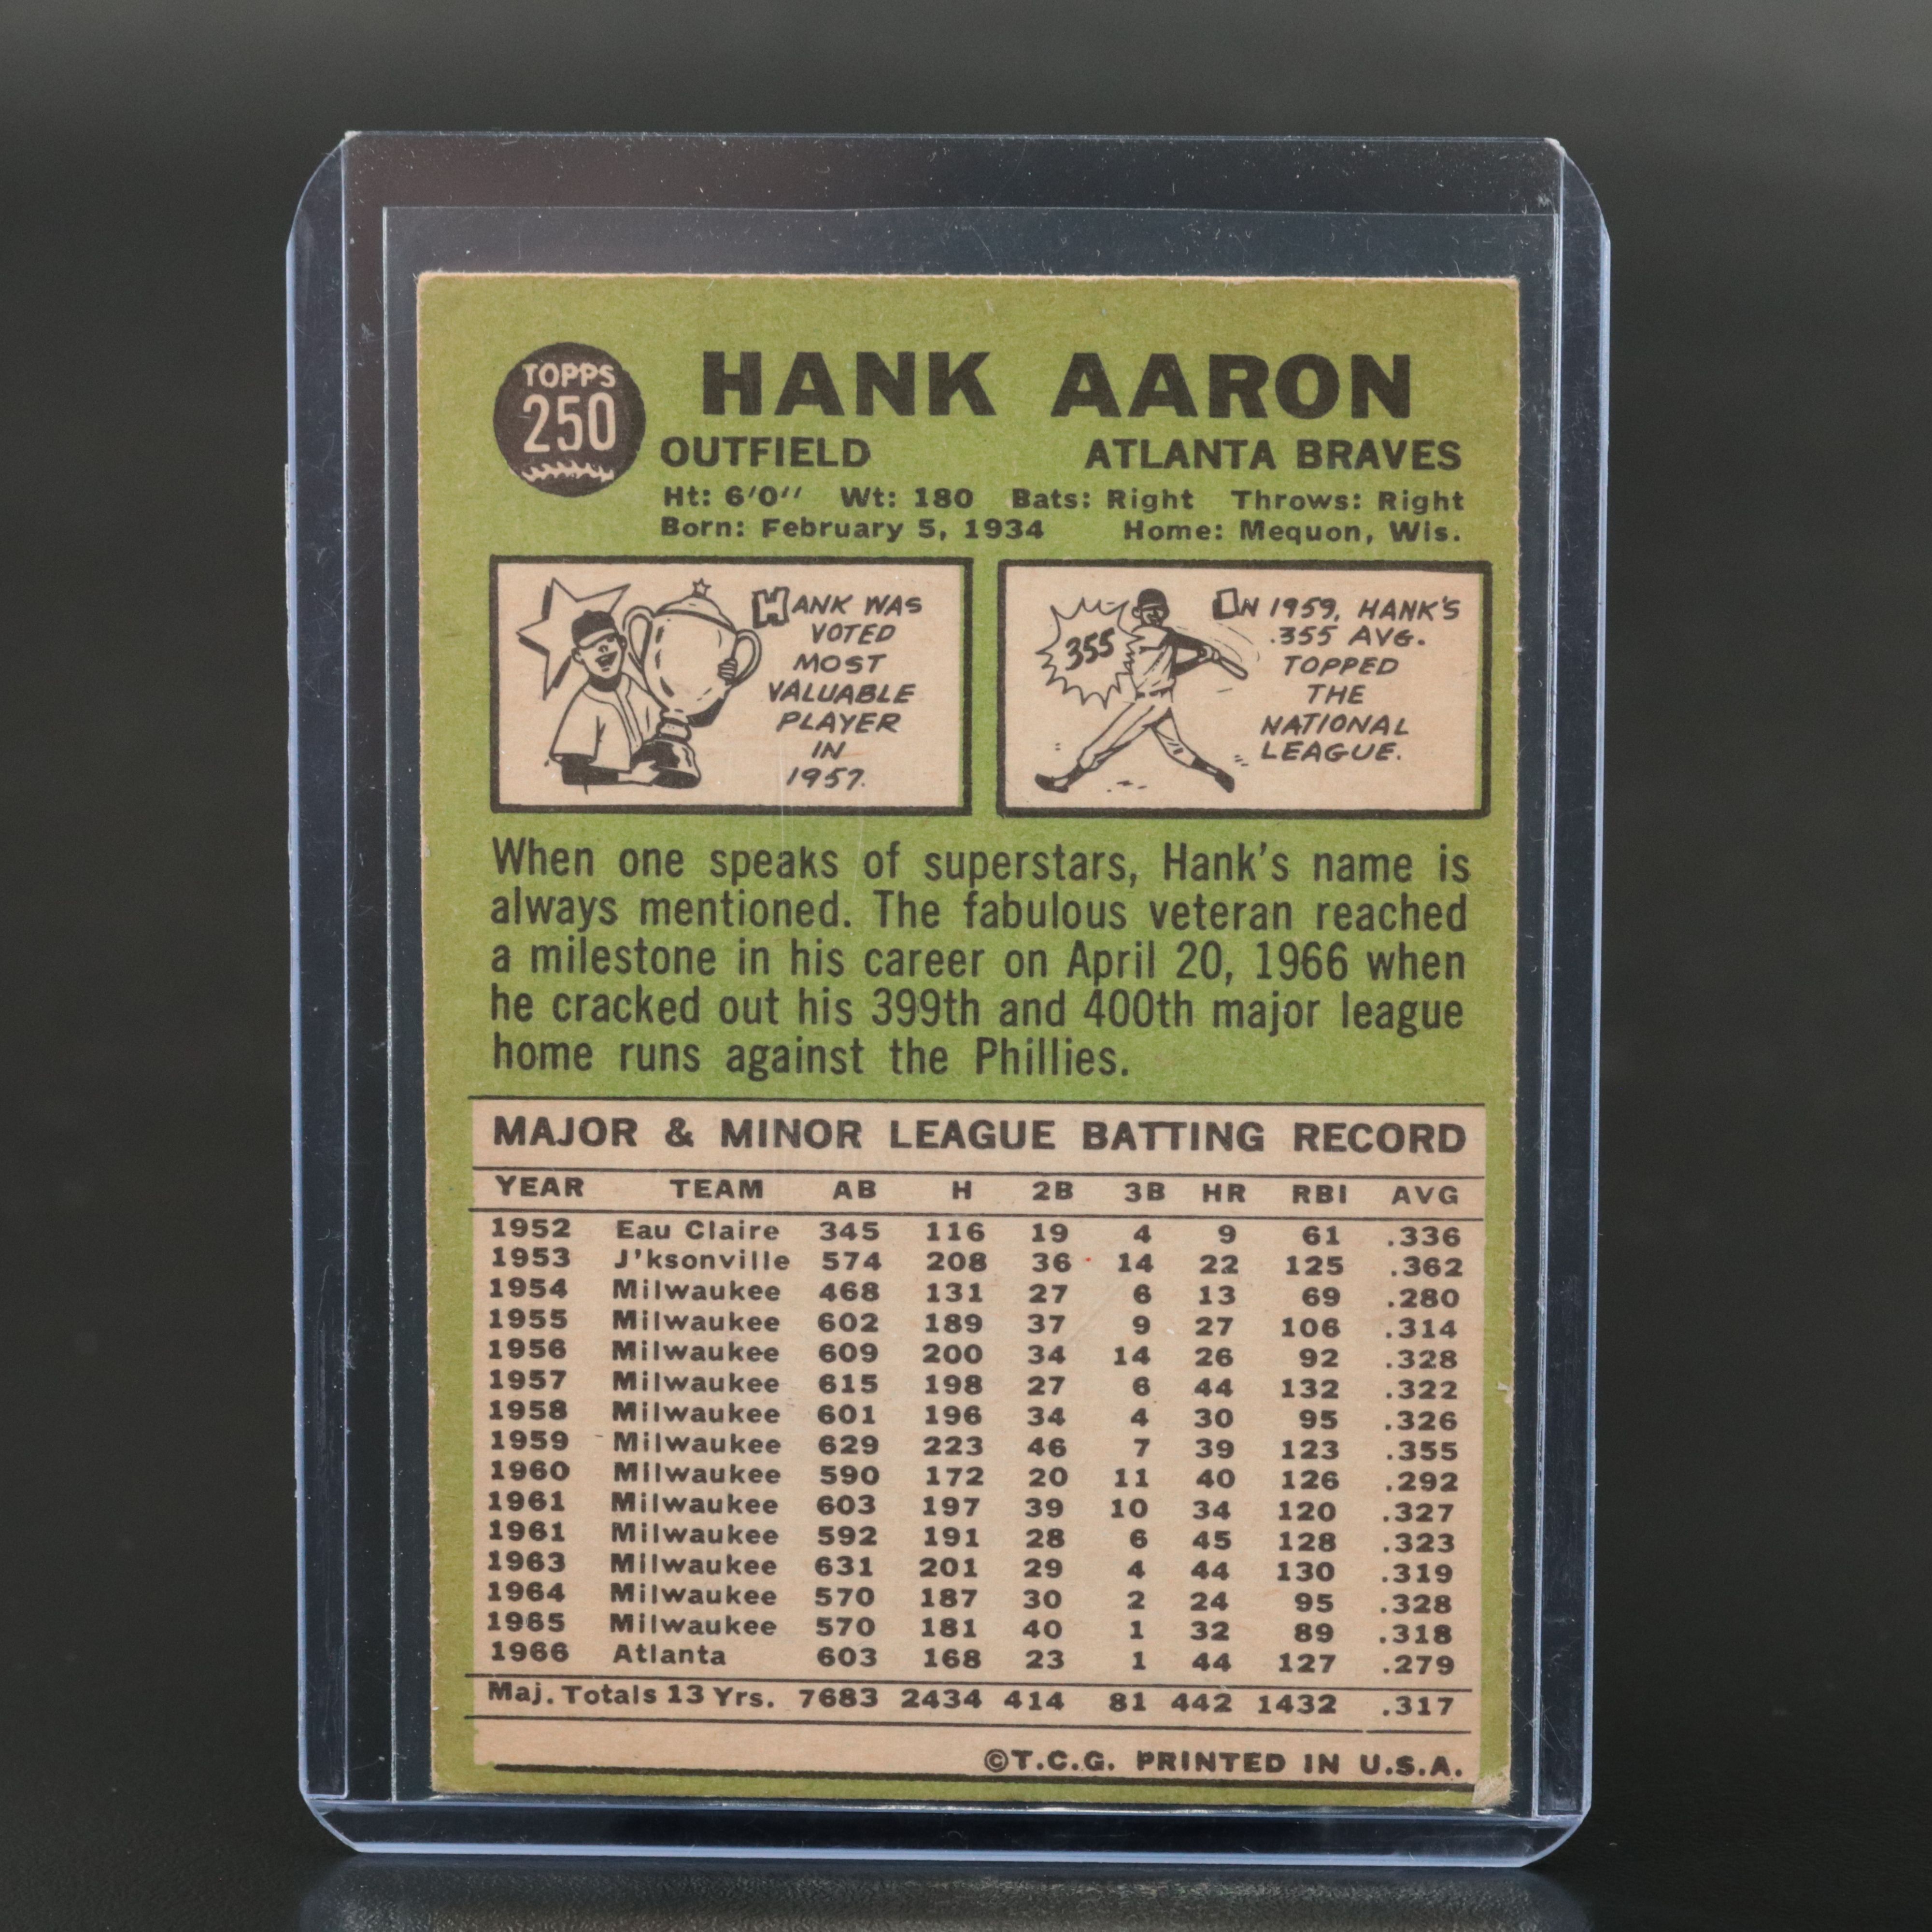 TOPPS
250
HANK AARON
OUTFIELD ATLANTA BRAVES
Ht: 6'0'' Wt: 180 Bats: Right Throws: Right
Born: February 5, 1934 Home: Mequon, Wis.
HANK WAS
VOTED
MOST
VALUABLE
PLAYER
IN
1957.
355
IN 1959, HANK'S
.355 AVG.
TOPPED
THE
NATIONAL
LEAGUE.
When one speaks of superstars, Hank's name is
always mentioned. The fabulous veteran reached
a milestone in his career on April 20, 1966 when
he cracked out his 399th and 400th major league
home runs against the Phillies.
MAJOR & MINOR LEAGUE BATTING RECORD
YEAR TEAM AB H 2B 3B HR RBI AVG
1952 Eau Claire 345 116 19 4 9 61 .336
1953 J'ksonville 574 208 36 14 22 125 .362
1954 Milwaukee 468 131 27 6 13 69 .280
1955 Milwaukee 602 189 37 9 27 106 .314
1956 Milwaukee 609 200 34 14 26 92 .328
1957 Milwaukee 615 198 27 6 44 132 .322
1958 Milwaukee 601 196 34 4 30 95 .326
1959 Milwaukee 629 223 46 7 39 123 .355
1960 Milwaukee 590 172 20 11 40 126 .292
1961 Milwaukee 603 197 39 10 34 120 .327
1961 Milwaukee 592 191 28 6 45 128 .323
1963 Milwaukee 631 201 29 4 44 130 .319
1964 Milwaukee 570 187 30 2 24 95 .328
1965 Milwaukee 570 181 40 1 32 89 .318
1966 Atlanta 603 168 23 1 44 127 .279
Maj. Totals 13 Yrs. 7683 2434 414 81 442 1432 .317
©T.C.G. PRINTED IN U.S.A.